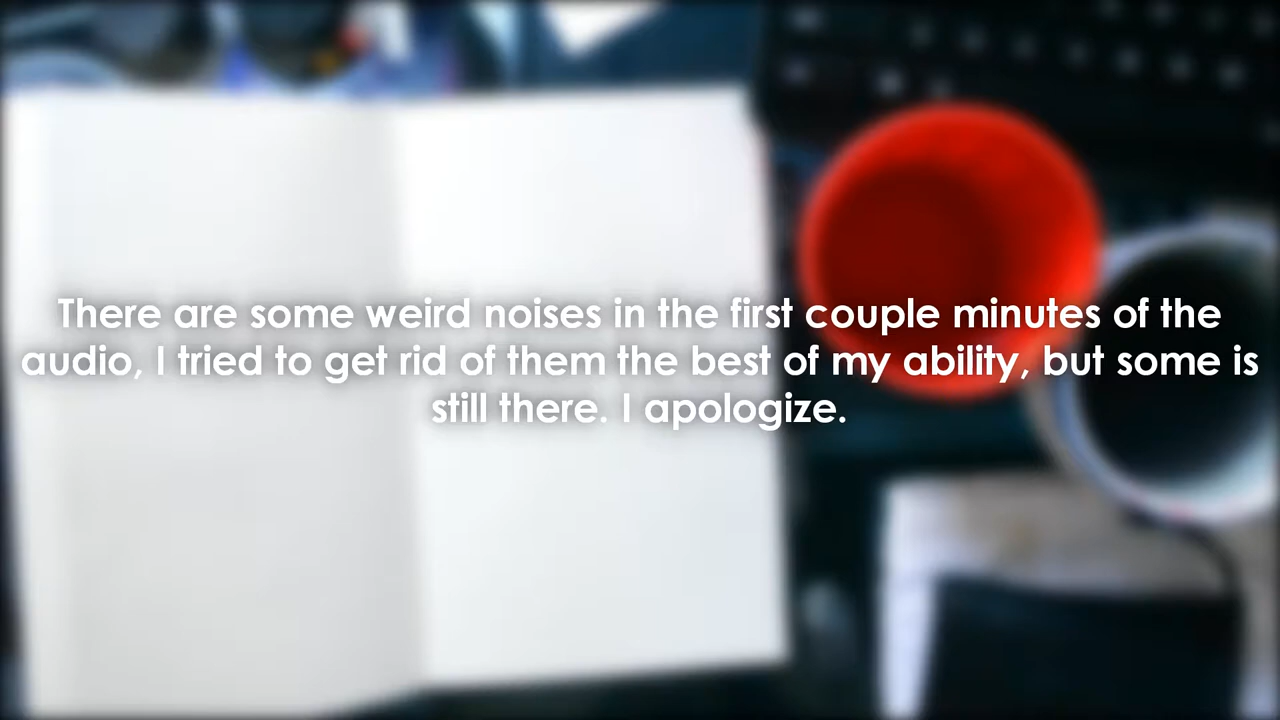 There are some weird noises in the first couple minutes of the
audio, I tried to get rid of them the best of my ability, but some is
still there. I apologize.